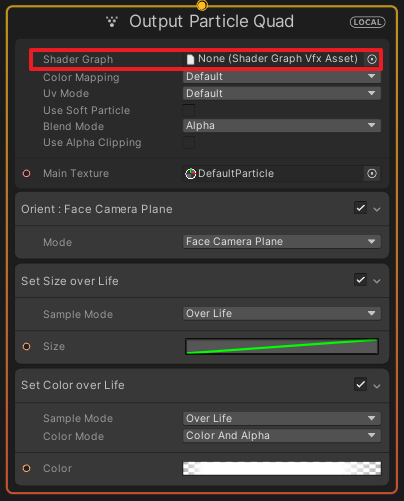 Output Particle Quad LOCAL
Shader Graph None (Shader Graph Vfx Asset)
Color Mapping Default
Uv Mode Default
Use Soft Particle
Blend Mode Alpha
Use Alpha Clipping
Main Texture DefaultParticle
Orient : Face Camera Plane
Mode Face Camera Plane
Set Size over Life
Sample Mode Over Life
Size
Set Color over Life
Sample Mode Over Life
Color Mode Color And Alpha
Color